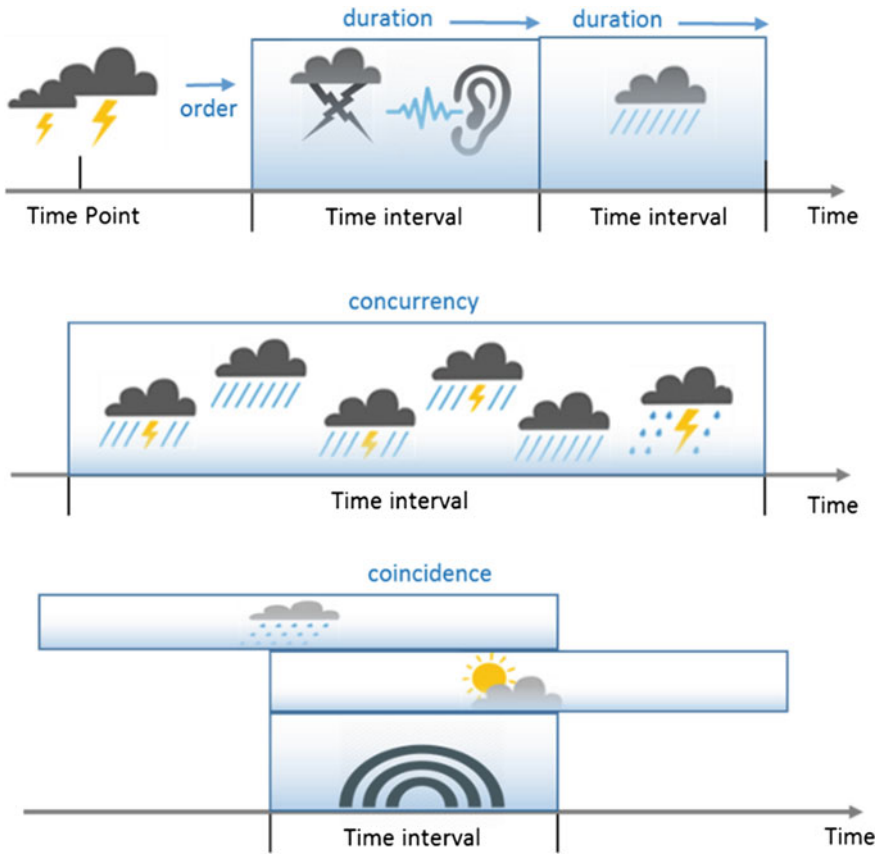 duration duration
order
Time Point Time interval Time interval Time
concurrency
Time interval Time
coincidence
Time interval Time